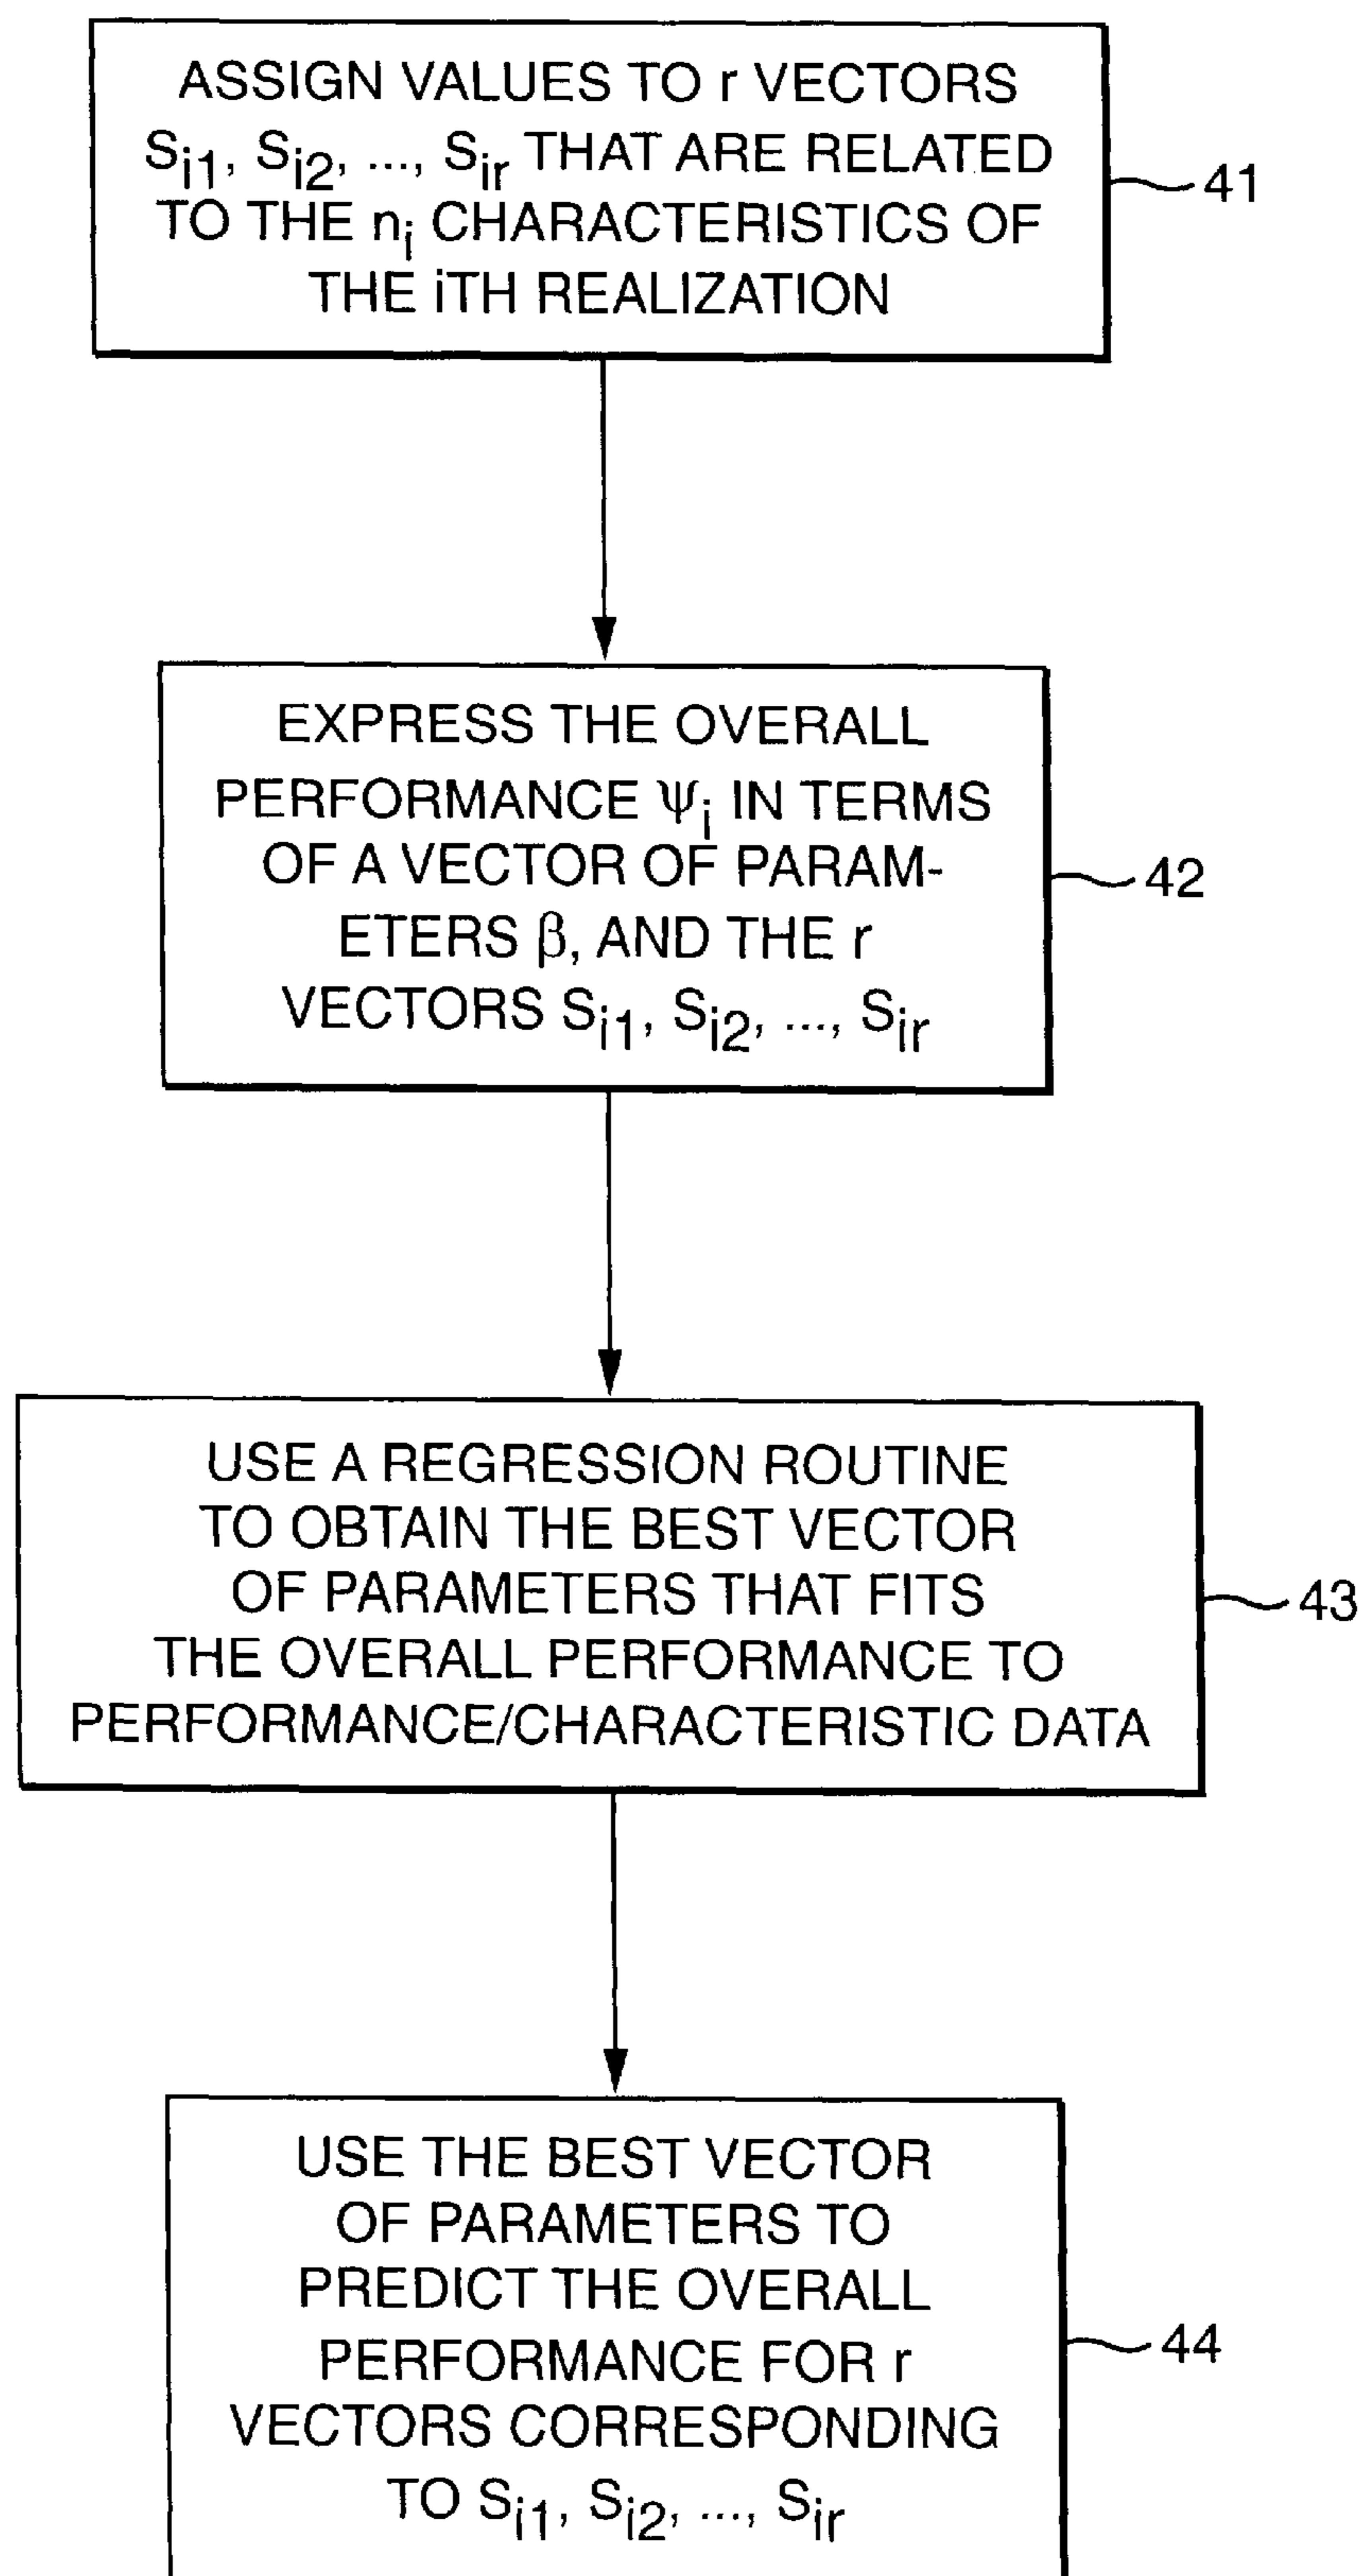 ASSIGN VALUES TO r VECTORS
Si1, Si2, ..., Sir THAT ARE RELATED
TO THE ni CHARACTERISTICS OF
THE iTH REALIZATION
41
EXPRESS THE OVERALL
PERFORMANCE Ψi IN TERMS
OF A VECTOR OF PARAM-
ETERS β, AND THE r
VECTORS Si1, Si2, ..., Sir
42
USE A REGRESSION ROUTINE
TO OBTAIN THE BEST VECTOR
OF PARAMETERS THAT FITS
THE OVERALL PERFORMANCE TO
PERFORMANCE/CHARACTERISTIC DATA
43
USE THE BEST VECTOR
OF PARAMETERS TO
PREDICT THE OVERALL
PERFORMANCE FOR r
VECTORS CORRESPONDING
TO Si1, Si2, ..., Sir
44